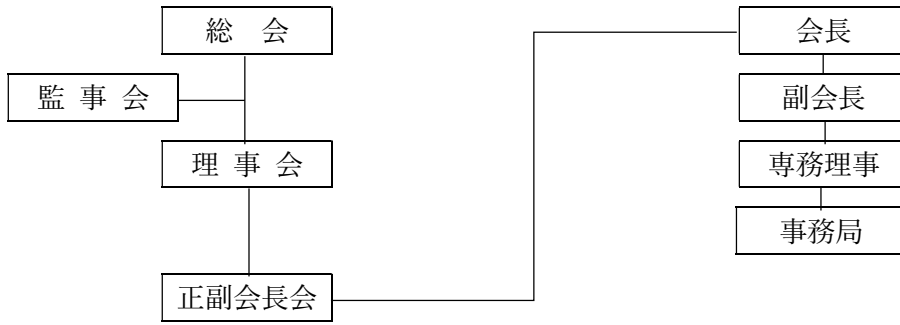 総　会
監 事 会
理 事 会
正副会長会
会長
副会長
専務理事
事務局